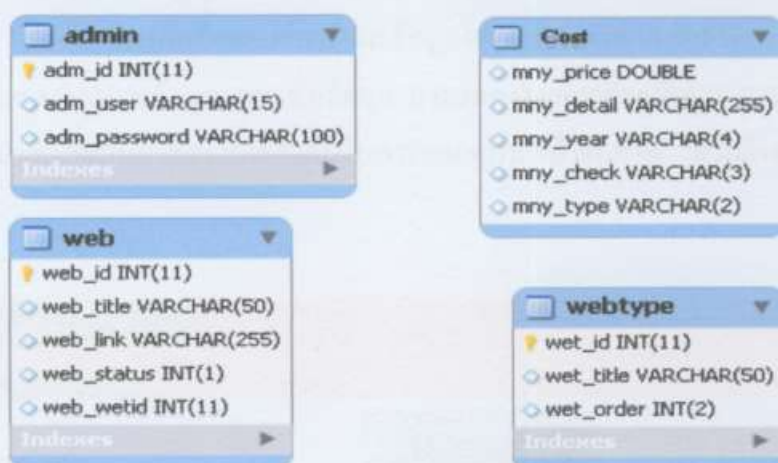 admin
adm_id INT(11)
adm_user VARCHAR(15)
adm_password VARCHAR(100)
Indexes
Cost
mny_price DOUBLE
mny_detail VARCHAR(255)
mny_year VARCHAR(4)
mny_check VARCHAR(3)
mny_type VARCHAR(2)
web
web_id INT(11)
web_title VARCHAR(50)
web_link VARCHAR(255)
web_status INT(1)
web_wetid INT(11)
Indexes
webtype
wet_id INT(11)
wet_title VARCHAR(50)
wet_order INT(2)
Indexes